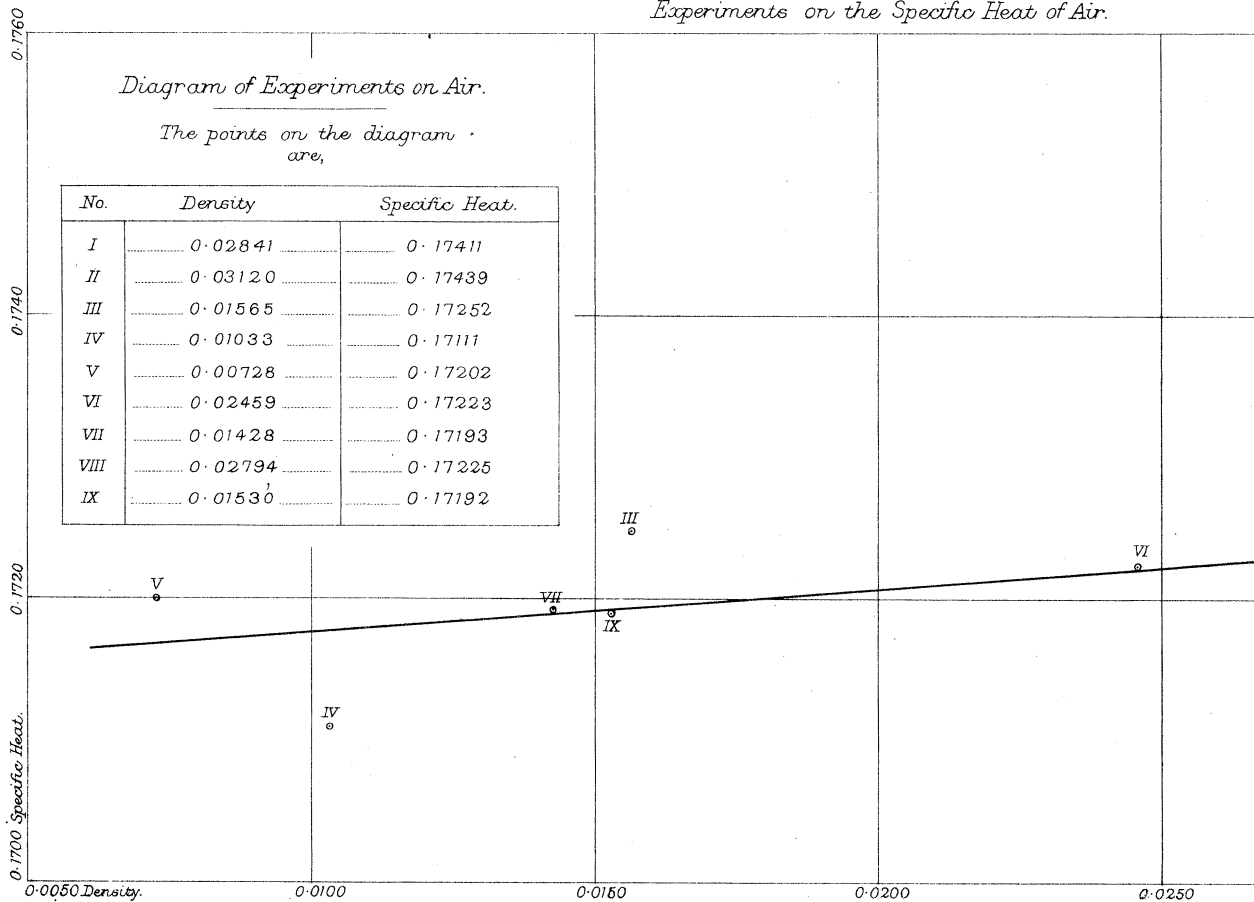 Experiments on the Specific Heat of Air.
0.1760
Diagram of Experiments on Air.
The points on the diagram
are,
No. Density Specific Heat.
I 0.02841 0.17411
II 0.03120 0.17439
III 0.01565 0.17252
IV 0.01033 0.17111
V 0.00728 0.17202
VI 0.02459 0.17223
VII 0.01428 0.17193
VIII 0.02794 0.17225
IX 0.01530 0.17192
0.1740
III
VI
V
0.1720
VII
IX
IV
0.1700 Specific Heat.
0.0050 Density. 0.0100 0.0150 0.0200 0.0250